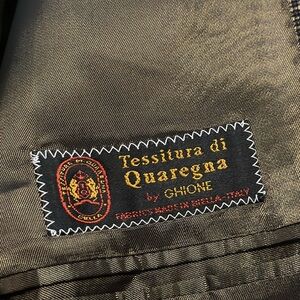 Tessitura di
Quaregna
by GHIONE
FABRICS MADE IN BIELLA-ITALY